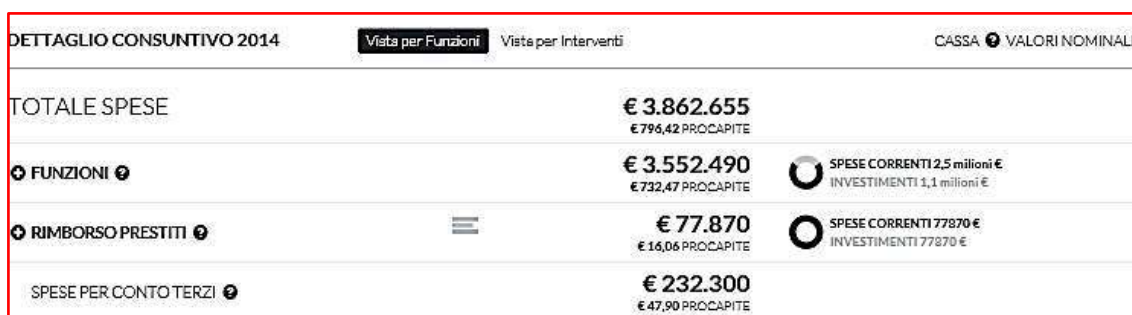 DETTAGLIO CONSUNTIVO 2014 Vista per Funzioni Vista per Interventi CASSA ? VALORI NOMINALI
TOTALE SPESE € 3.862.655
€ 796,42 PROCAPITE
FUNZIONI ? € 3.552.490 SPESE CORRENTI 2,5 milioni €
€ 732,47 PROCAPITE INVESTIMENTI 1,1 milioni €
RIMBORSO PRESTITI ? € 77.870 SPESE CORRENTI 77870 €
€ 16,06 PROCAPITE INVESTIMENTI 77870 €
SPESE PER CONTO TERZI ? € 232.300
€ 47,90 PROCAPITE